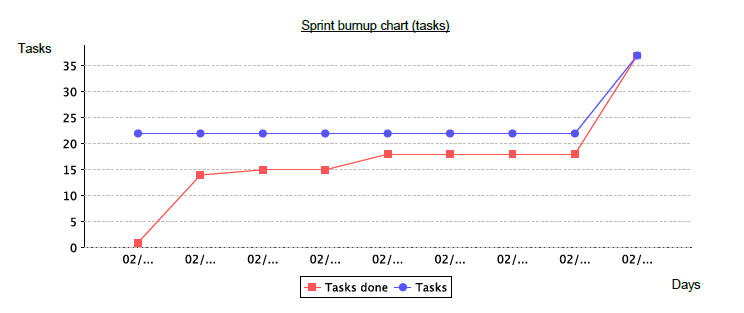 Sprint burnup chart (tasks)
Tasks
35
30
25
20
15
10
5
0
02/... 02/... 02/... 02/... 02/... 02/... 02/... 02/... 02/...
Days
Tasks done Tasks